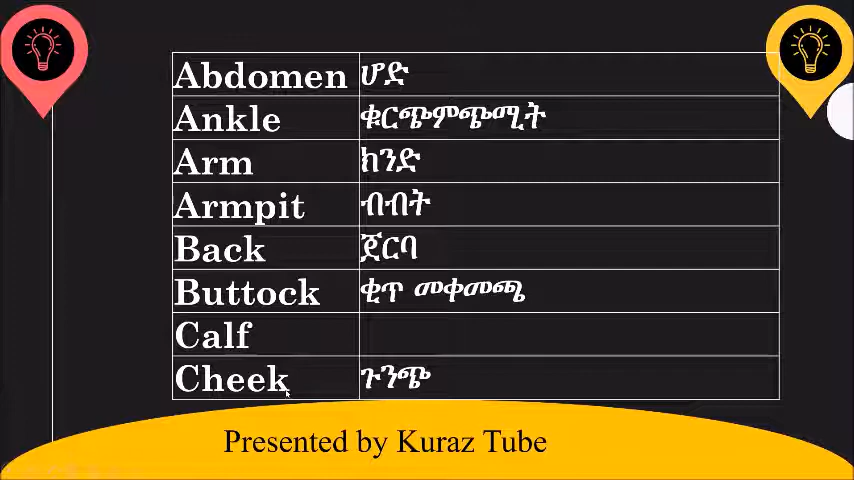 Abdomen ሆድ
Ankle ቁርጭምጭሚት
Arm ክንድ
Armpit ብብት
Back ጀርባ
Buttock ቂጥ መቀመጫ
Calf
Cheek ጉንጭ
Presented by Kuraz Tube